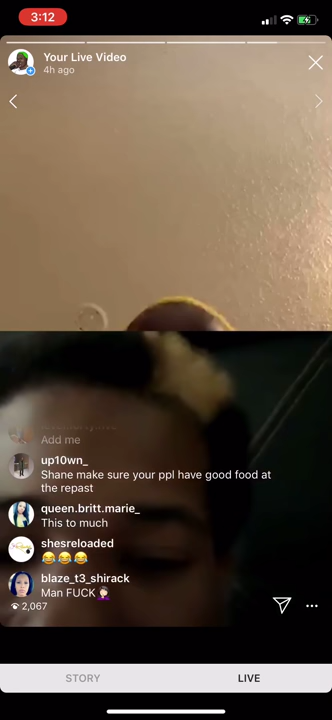 3:12
Your Live Video
4h ago
Add me
up10wn_
Shane make sure your ppl have good food at
the repast
queen.britt.marie_
This to much
shesreloaded
😂😂😂
blaze_t3_shirack
Man FUCK🤦🏻‍♀️
2,067
STORY
LIVE